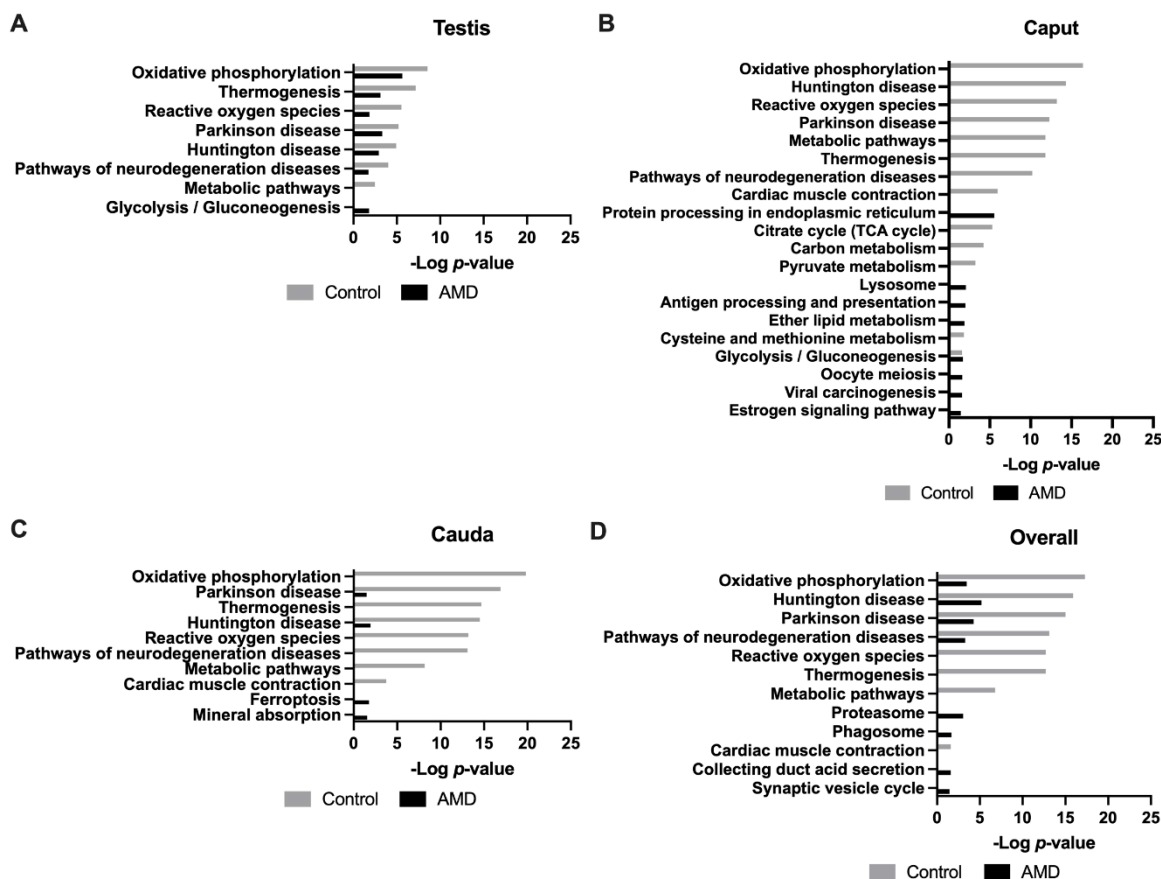 A
Testis
Oxidative phosphorylation
Thermogenesis
Reactive oxygen species
Parkinson disease
Huntington disease
Pathways of neurodegeneration diseases
Metabolic pathways
Glycolysis / Gluconeogenesis
0 5 10 15 20 25
-Log p-value
Control AMD
B
Caput
Oxidative phosphorylation
Huntington disease
Reactive oxygen species
Parkinson disease
Metabolic pathways
Thermogenesis
Pathways of neurodegeneration diseases
Cardiac muscle contraction
Protein processing in endoplasmic reticulum
Citrate cycle (TCA cycle)
Carbon metabolism
Pyruvate metabolism
Lysosome
Antigen processing and presentation
Ether lipid metabolism
Cysteine and methionine metabolism
Glycolysis / Gluconeogenesis
Oocyte meiosis
Viral carcinogenesis
Estrogen signaling pathway
0 5 10 15 20 25
-Log p-value
Control AMD
C
Cauda
Oxidative phosphorylation
Parkinson disease
Thermogenesis
Huntington disease
Reactive oxygen species
Pathways of neurodegeneration diseases
Metabolic pathways
Cardiac muscle contraction
Ferroptosis
Mineral absorption
0 5 10 15 20 25
-Log p-value
Control AMD
D
Overall
Oxidative phosphorylation
Huntington disease
Parkinson disease
Pathways of neurodegeneration diseases
Reactive oxygen species
Thermogenesis
Metabolic pathways
Proteasome
Phagosome
Cardiac muscle contraction
Collecting duct acid secretion
Synaptic vesicle cycle
0 5 10 15 20 25
-Log p-value
Control AMD